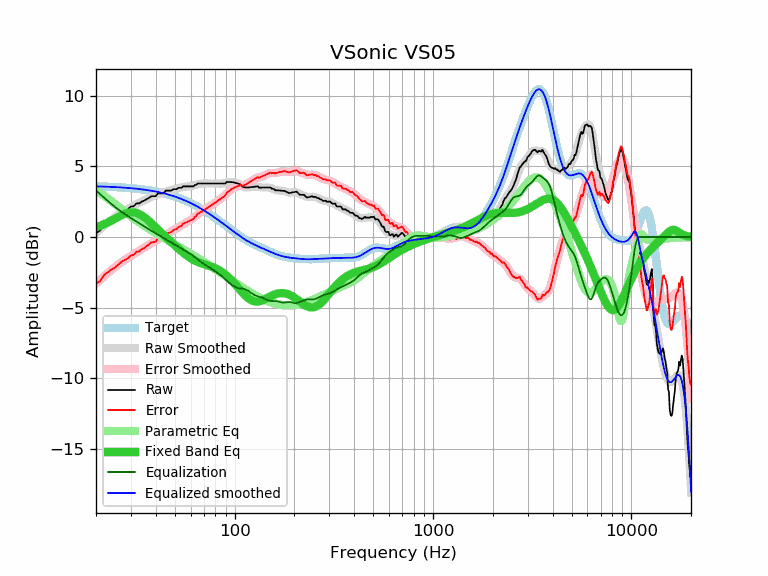 VSonic VS05
Amplitude (dBr)
10
5
0
−5
−10
−15
Target
Raw Smoothed
Error Smoothed
Raw
Error
Parametric Eq
Fixed Band Eq
Equalization
Equalized smoothed
100 1000 10000
Frequency (Hz)